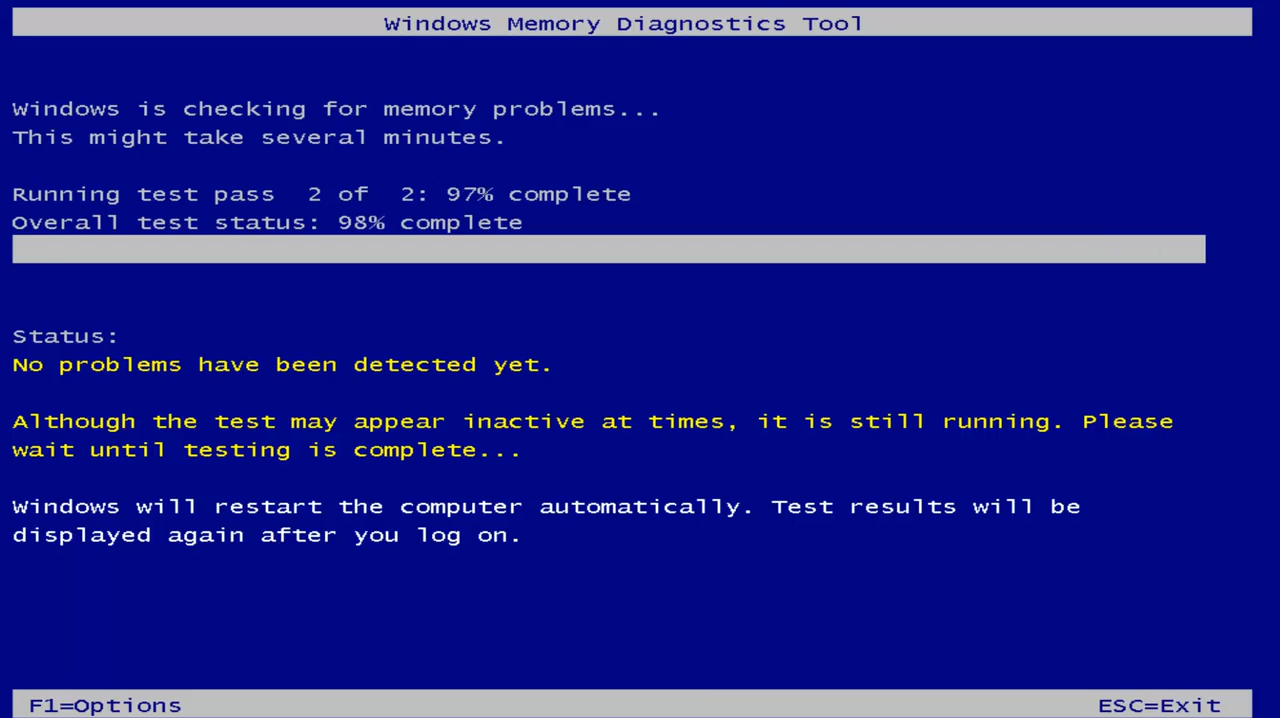 Windows Memory Diagnostics Tool
Windows is checking for memory problems...
This might take several minutes.
Running test pass  2 of  2: 97% complete
Overall test status: 98% complete
Status:
No problems have been detected yet.
Although the test may appear inactive at times, it is still running. Please
wait until testing is complete...
Windows will restart the computer automatically. Test results will be
displayed again after you log on.
F1=Options ESC=Exit